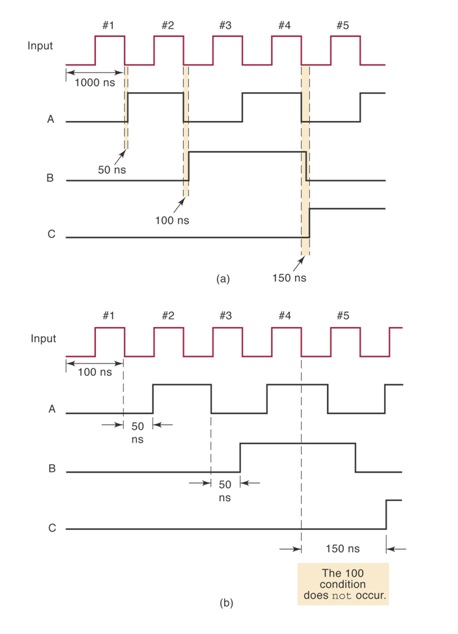 #1 #2 #3 #4 #5
Input
1000 ns
A
50 ns
B
100 ns
C
150 ns
(a)
#1 #2 #3 #4 #5
Input
100 ns
A
50
ns
B
50
ns
C
150 ns
The 100
condition
does not occur.
(b)